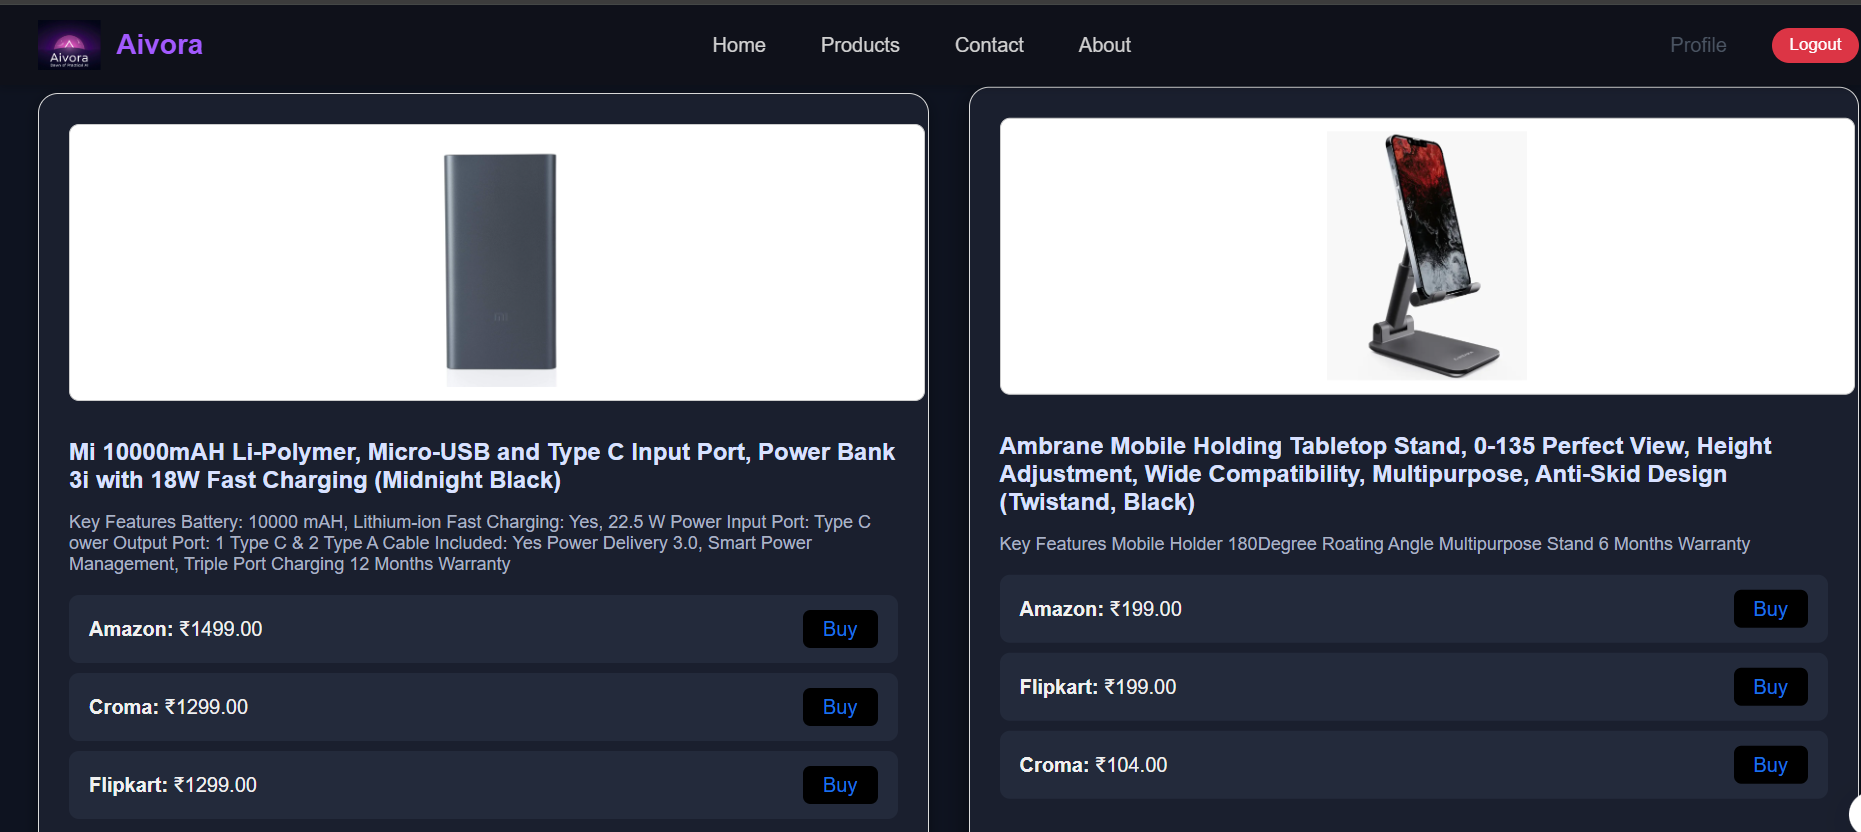 Aivora
Aivora
Home
Products
Contact
About
Profile
Logout
Mi 10000mAH Li-Polymer, Micro-USB and Type C Input Port, Power Bank
3i with 18W Fast Charging (Midnight Black)
Key Features Battery: 10000 mAH, Lithium-ion Fast Charging: Yes, 22.5 W Power Input Port: Type C
ower Output Port: 1 Type C & 2 Type A Cable Included: Yes Power Delivery 3.0, Smart Power
Management, Triple Port Charging 12 Months Warranty
Amazon: ₹1499.00
Buy
Croma: ₹1299.00
Buy
Flipkart: ₹1299.00
Buy
Ambrane Mobile Holding Tabletop Stand, 0-135 Perfect View, Height
Adjustment, Wide Compatibility, Multipurpose, Anti-Skid Design
(Twistand, Black)
Key Features Mobile Holder 180Degree Roating Angle Multipurpose Stand 6 Months Warranty
Amazon: ₹199.00
Buy
Flipkart: ₹199.00
Buy
Croma: ₹104.00
Buy